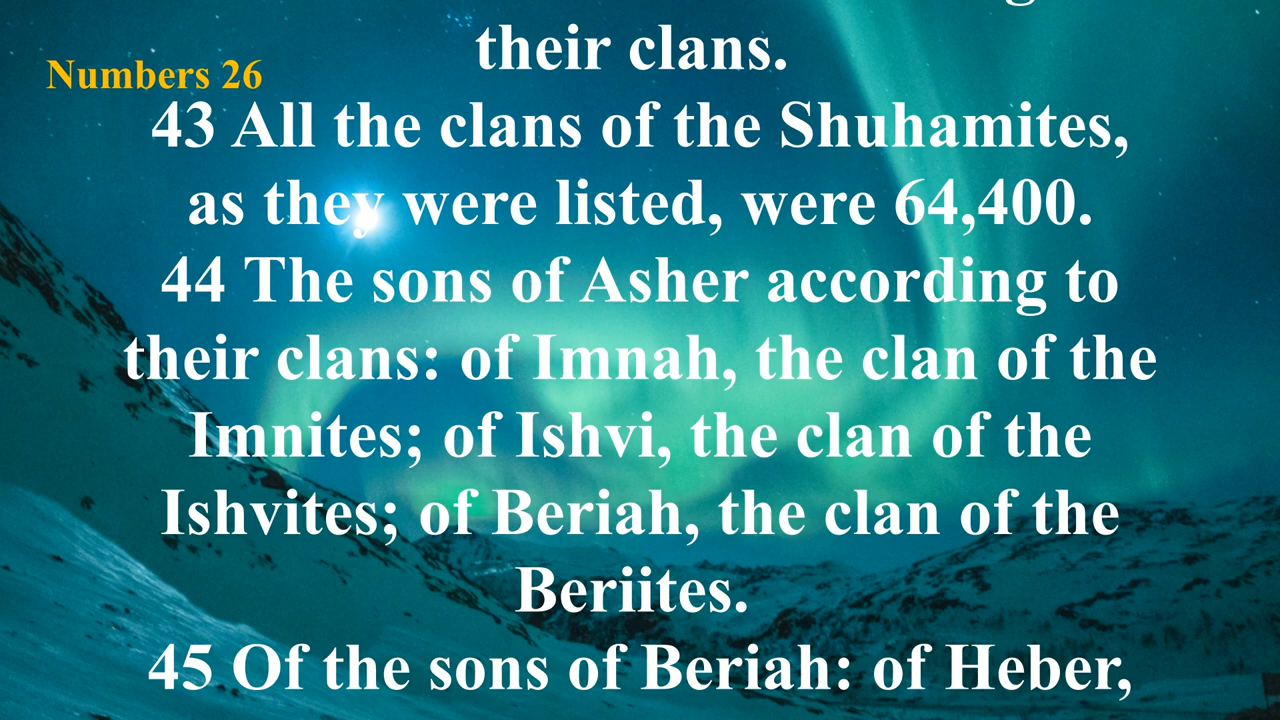 their clans.
Numbers 26
43 All the clans of the Shuhamites,
as they were listed, were 64,400.
44 The sons of Asher according to
their clans: of Imnah, the clan of the
Imnites; of Ishvi, the clan of the
Ishvites; of Beriah, the clan of the
Beriites.
45 Of the sons of Beriah: of Heber,